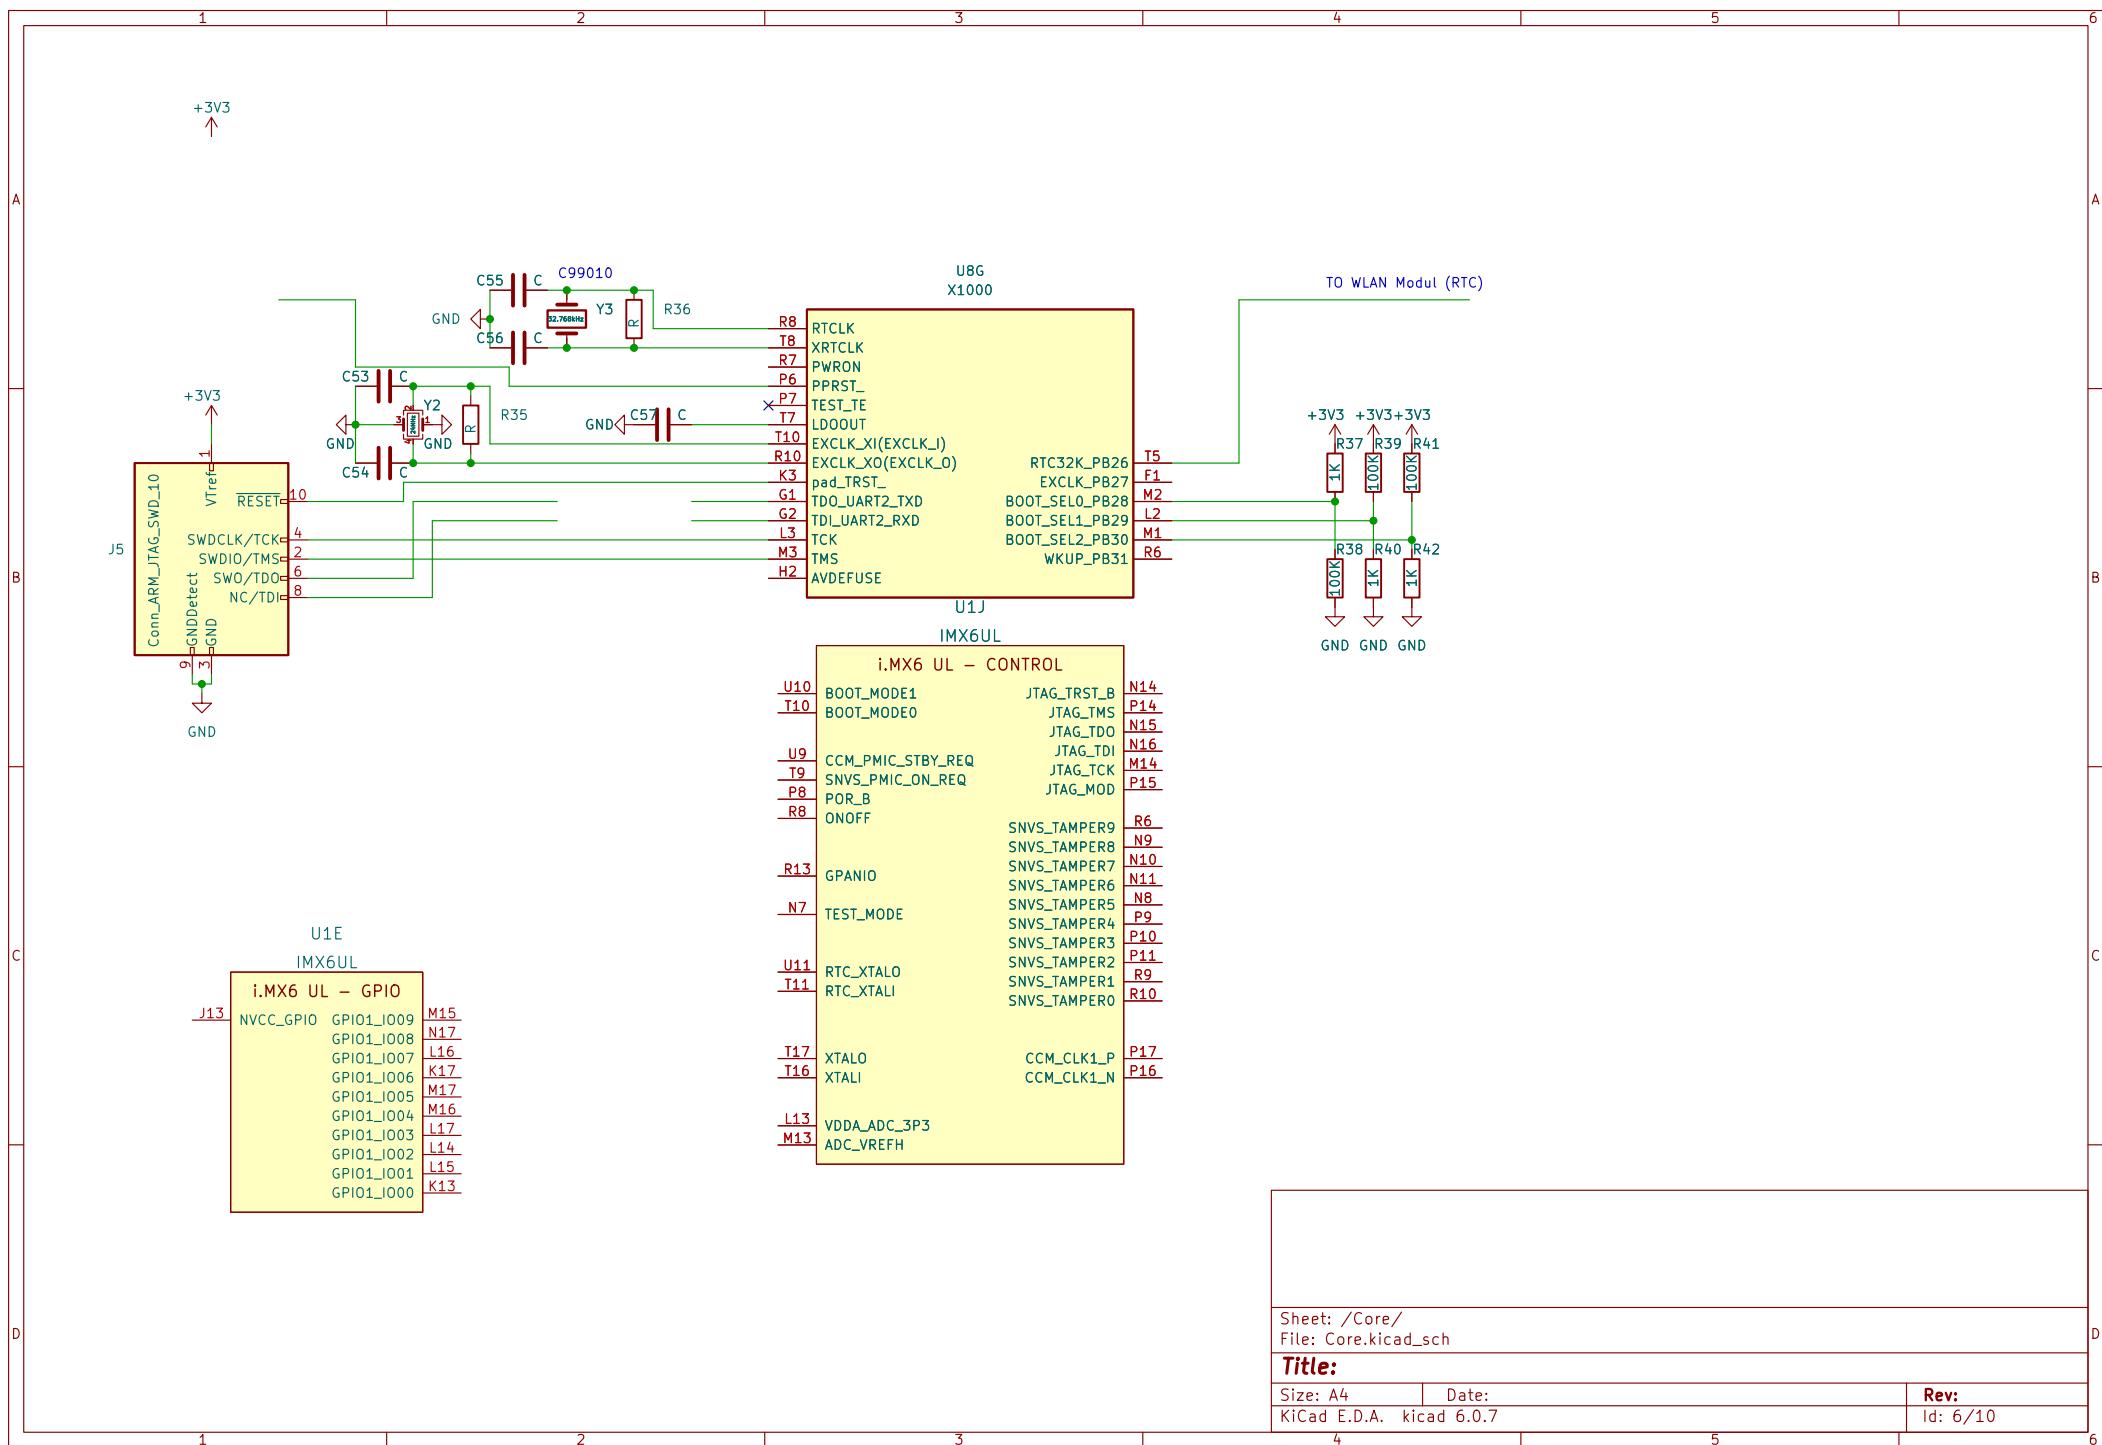 1 2 3 4 5 6
A A
B B
C C
D D
1 2 3 4 5 6
+3V3
C99010
C55 C
GND
Y3
32.768kHz
R
R36
C56 C
C53 C
Y2
24MHz
3 2 1 4
GND
GND
R
R35
C54 C
GND
C57 C
U8G
X1000
R8 RTCLK
T8 XRTCLK
R7 PWRON
P6 PPRST_
P7 TEST_TE
T7 LDOOUT
T10 EXCLK_XI(EXCLK_I)
R10 EXCLK_XO(EXCLK_O)
K3 pad_TRST_
G1 TDO_UART2_TXD
G2 TDI_UART2_RXD
L3 TCK
M3 TMS
H2 AVDEFUSE
RTC32K_PB26 T5
EXCLK_PB27 F1
BOOT_SEL0_PB28 M2
BOOT_SEL1_PB29 L2
BOOT_SEL2_PB30 M1
WKUP_PB31 R6
TO WLAN Modul (RTC)
+3V3 +3V3 +3V3
R37 R39 R41
1K 100K 100K
R38 R40 R42
100K 1K 1K
GND GND GND
+3V3
J5
Conn_ARM_JTAG_SWD_10
1 VTref
RESET 10
SWDCLK/TCK 4
SWDIO/TMS 2
SWO/TDO 6
NC/TDI 8
GNDDetect 9
GND 3
GND
U1J
IMX6UL
i.MX6 UL - CONTROL
U10 BOOT_MODE1
T10 BOOT_MODE0
U9 CCM_PMIC_STBY_REQ
T9 SNVS_PMIC_ON_REQ
P8 POR_B
R8 ONOFF
R13 GPANIO
N7 TEST_MODE
U11 RTC_XTALO
T11 RTC_XTALI
T17 XTALO
T16 XTALI
L13 VDDA_ADC_3P3
M13 ADC_VREFH
JTAG_TRST_B N14
JTAG_TMS P14
JTAG_TDO N15
JTAG_TDI N16
JTAG_TCK M14
JTAG_MOD P15
SNVS_TAMPER9 R6
SNVS_TAMPER8 N9
SNVS_TAMPER7 N10
SNVS_TAMPER6 N11
SNVS_TAMPER5 N8
SNVS_TAMPER4 P9
SNVS_TAMPER3 P10
SNVS_TAMPER2 P11
SNVS_TAMPER1 R9
SNVS_TAMPER0 R10
CCM_CLK1_P P17
CCM_CLK1_N P16
U1E
IMX6UL
i.MX6 UL - GPIO
J13 NVCC_GPIO GPIO1_IO09 M15
GPIO1_IO08 N17
GPIO1_IO07 L16
GPIO1_IO06 K17
GPIO1_IO05 M17
GPIO1_IO04 M16
GPIO1_IO03 L17
GPIO1_IO02 L14
GPIO1_IO01 L15
GPIO1_IO00 K13
Sheet: /Core/
File: Core.kicad_sch
Title:
Size: A4 Date: Rev:
KiCad E.D.A. kicad 6.0.7 Id: 6/10